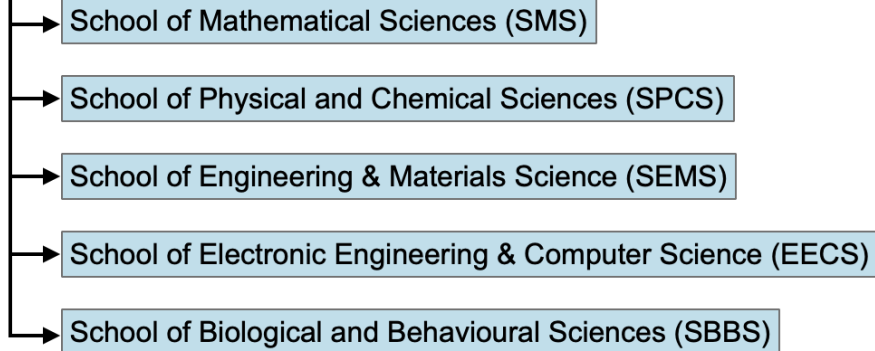 School of Mathematical Sciences (SMS)
School of Physical and Chemical Sciences (SPCS)
School of Engineering & Materials Science (SEMS)
School of Electronic Engineering & Computer Science (EECS)
School of Biological and Behavioural Sciences (SBBS)